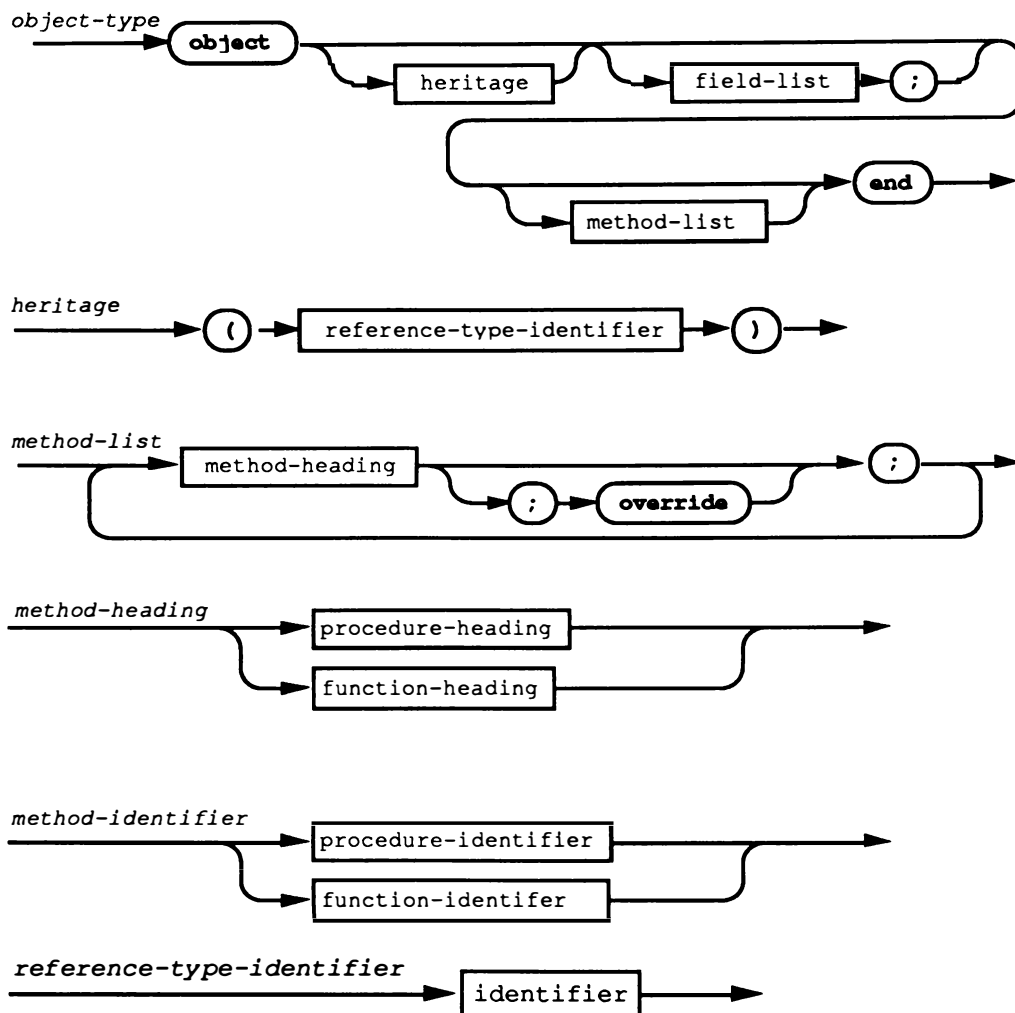 object-type
object
heritage
field-list
;
end
method-list
heritage
(
reference-type-identifier
)
method-list
method-heading
;
override
;
method-heading
procedure-heading
function-heading
method-identifier
procedure-identifier
function-identifer
reference-type-identifier
identifier